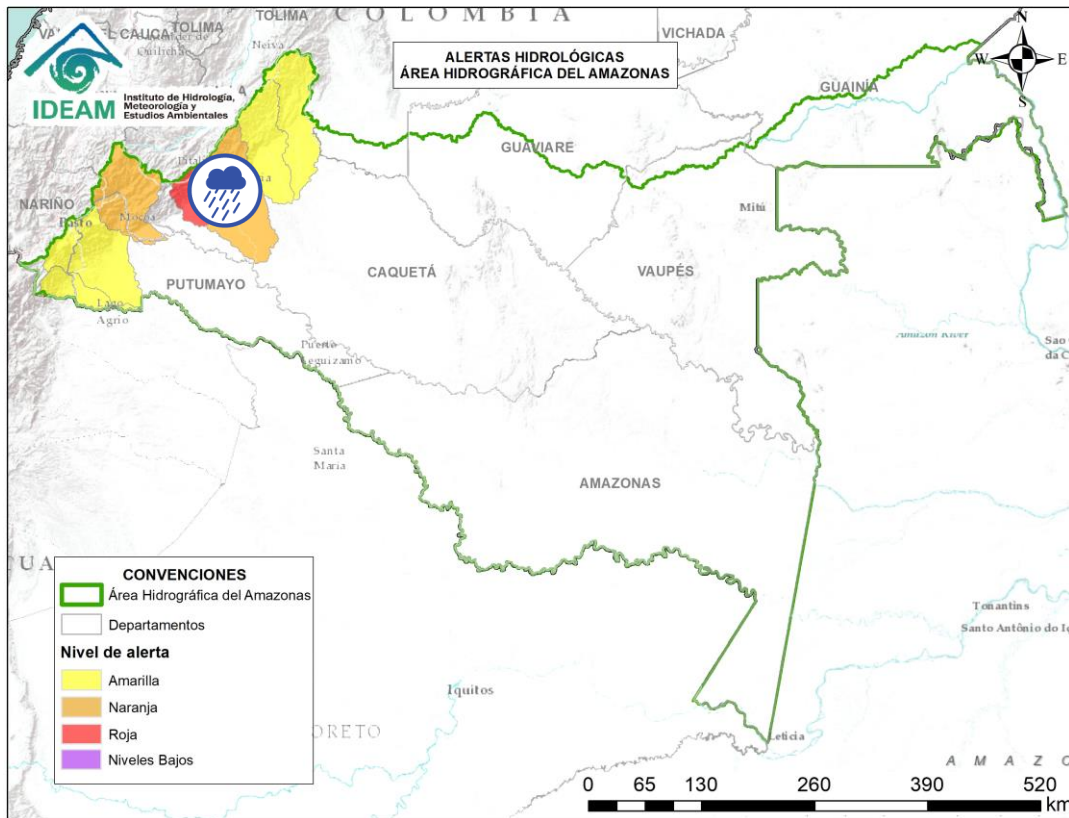 COLOMBIA
TOLIMA
L CAUCA
TOLIMA
Neiva
VICHADA
N
W
E
S
ALERTAS HIDROLÓGICAS
ÁREA HIDROGRÁFICA DEL AMAZONAS
IDEAM
Instituto de Hidrología,
Meteorología y
Estudios Ambientales
GUAINÍA
GUAVIARE
NARIÑO
Pasto
Mocoa
Mitú
CAQUETÁ
VAUPÉS
PUTUMAYO
Lago
Agrio
Amazon River
Puerto
Santa
Maria
AMAZONAS
CONVENCIONES
Área Hidrográfica del Amazonas
Departamentos
Nivel de alerta
Amarilla
Naranja
Roja
Niveles Bajos
Tonantins
Santo Antônio do
Iquitos
Leticia
0 65 130 260 390 520
km